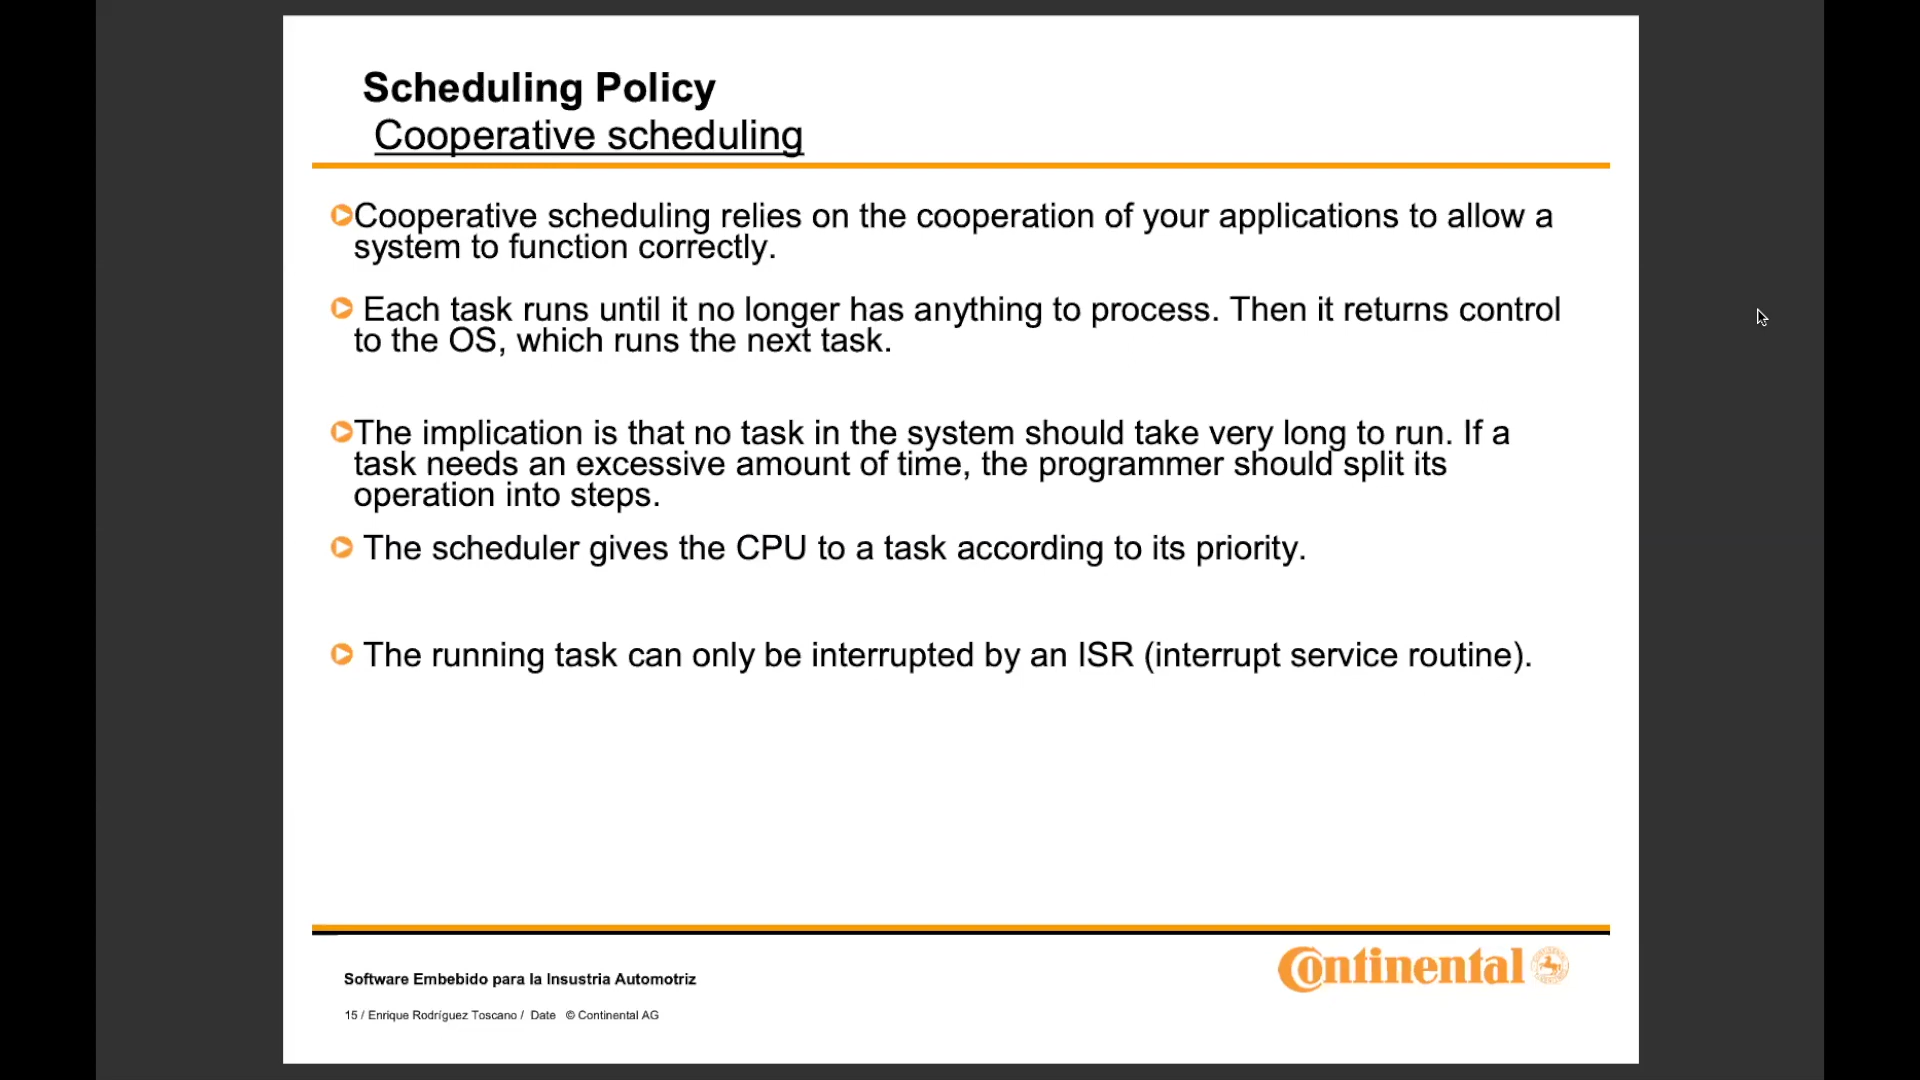 Scheduling Policy
Cooperative scheduling
Cooperative scheduling relies on the cooperation of your applications to allow a
system to function correctly.
Each task runs until it no longer has anything to process. Then it returns control
to the OS, which runs the next task.
The implication is that no task in the system should take very long to run. If a
task needs an excessive amount of time, the programmer should split its
operation into steps.
The scheduler gives the CPU to a task according to its priority.
The running task can only be interrupted by an ISR (interrupt service routine).
Software Embebido para la Insustria Automotriz
Continental
15 / Enrique Rodríguez Toscano / Date © Continental AG